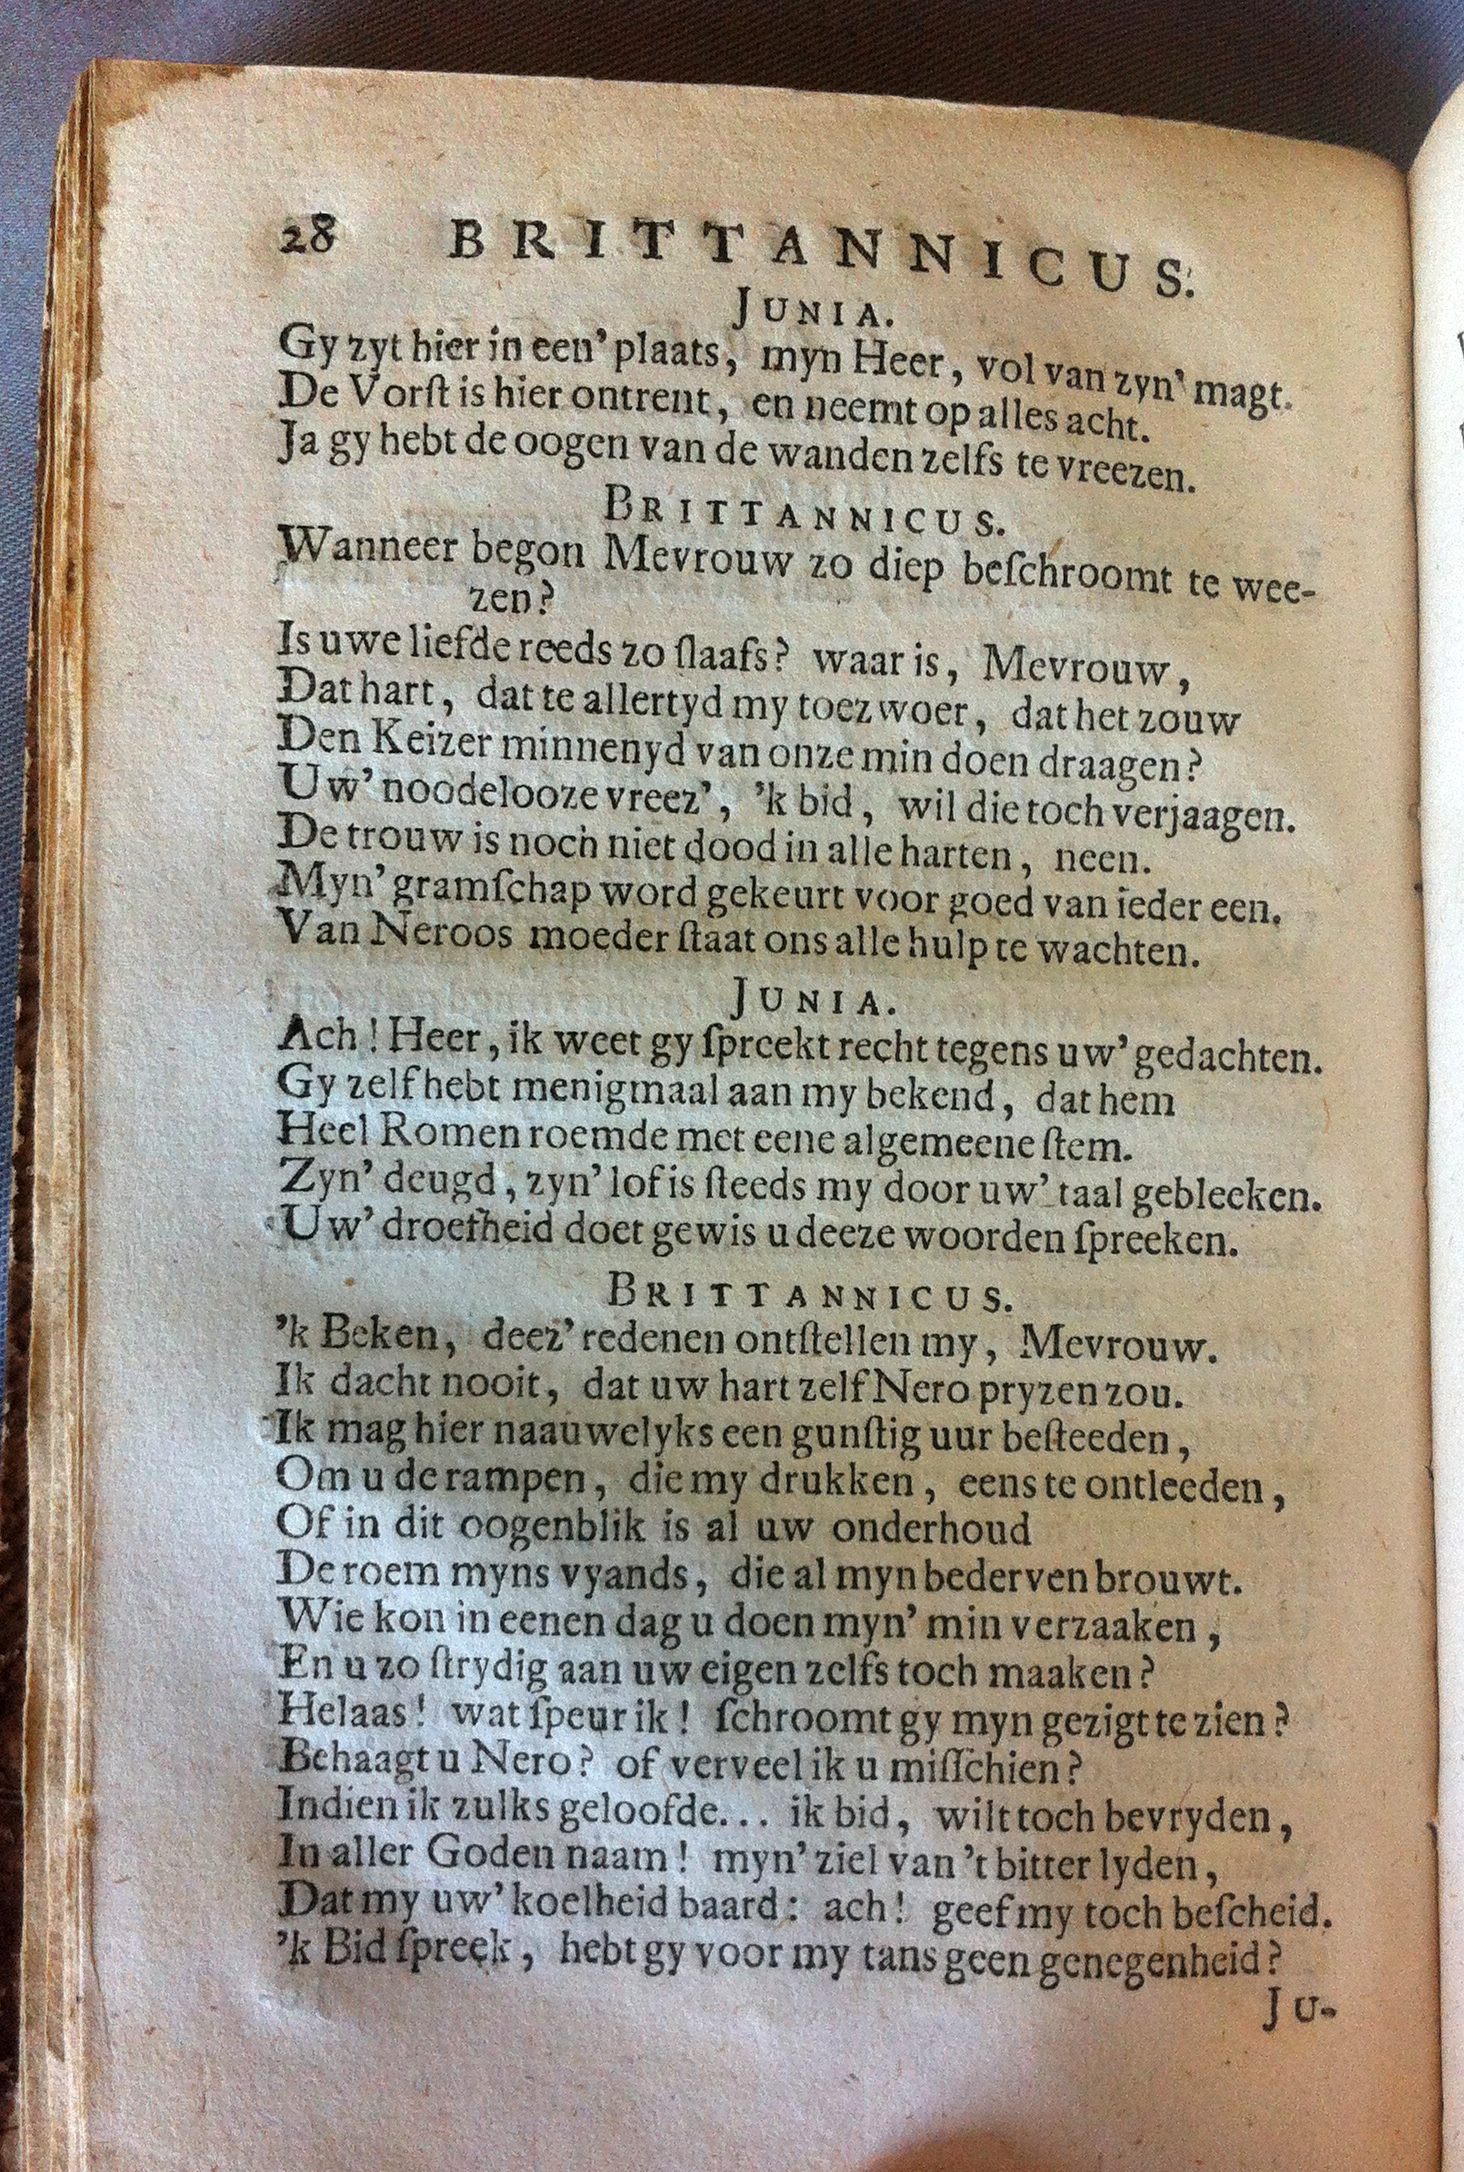 28 BRITTANNICUS.
JUNIA.
Gy zyt hier in een' plaats, myn Heer, vol van zyn' magt.
De Vorſt is hier ontrent, en neemt op alles acht.
Ja gy hebt de oogen van de wanden zelfs te vreezen.
BRITTANNICUS.
Wanneer begon Mevrouw zo diep beſchroomt te wee-
zen?
Is uwe liefde reeds zo ſlaafs? waar is, Mevrouw,
Dat hart, dat te allertyd my toezwoer, dat het zouw
Den Keizer minnenyd van onze min doen draagen?
Uw' noodelooze vreez', 'k bid, wil die toch verjaagen.
De trouw is noch niet dood in alle harten, neen.
Myn' gramſchap word gekeurt voor goed van ieder een.
Van Neroos moeder ſtaat ons alle hulp te wachten.
JUNIA.
Ach! Heer, ik weet gy ſpreekt recht tegens uw' gedachten.
Gy zelf hebt menigmaal aan my bekend, dat hem
Heel Romen roemde met eene algemeene ſtem.
Zyn' deugd, zyn' lof is ſteeds my door uw' taal gebleeken.
Uw' droefheid doet gewis u deeze woorden ſpreeken.
BRITTANNICUS.
'k Beken, deez' redenen ontſtellen my, Mevrouw.
Ik dacht nooit, dat uw hart zelf Nero pryzen zou.
Ik mag hier naauwelyks een gunſtig uur beſteeden,
Om u de rampen, die my drukken, eens te ontleeden,
Of in dit oogenblik is al uw onderhoud
De roem myns vyands, die al myn bederven brouwt.
Wie kon in eenen dag u doen myn' min verzaaken,
En u zo ſtrydig aan uw eigen zelfs toch maaken?
Helaas! wat ſpeur ik! ſchroomt gy myn gezigt te zien?
Behaagt u Nero? of verveel ik u miſſchien?
Indien ik zulks geloofde... ik bid, wilt toch bevryden,
In aller Goden naam! myn' ziel van 't bitter lyden,
Dat my uw' koelheid baard: ach! geef my toch beſcheid.
'k Bid ſpreek, hebt gy voor my tans geen genegenheid?
JU-